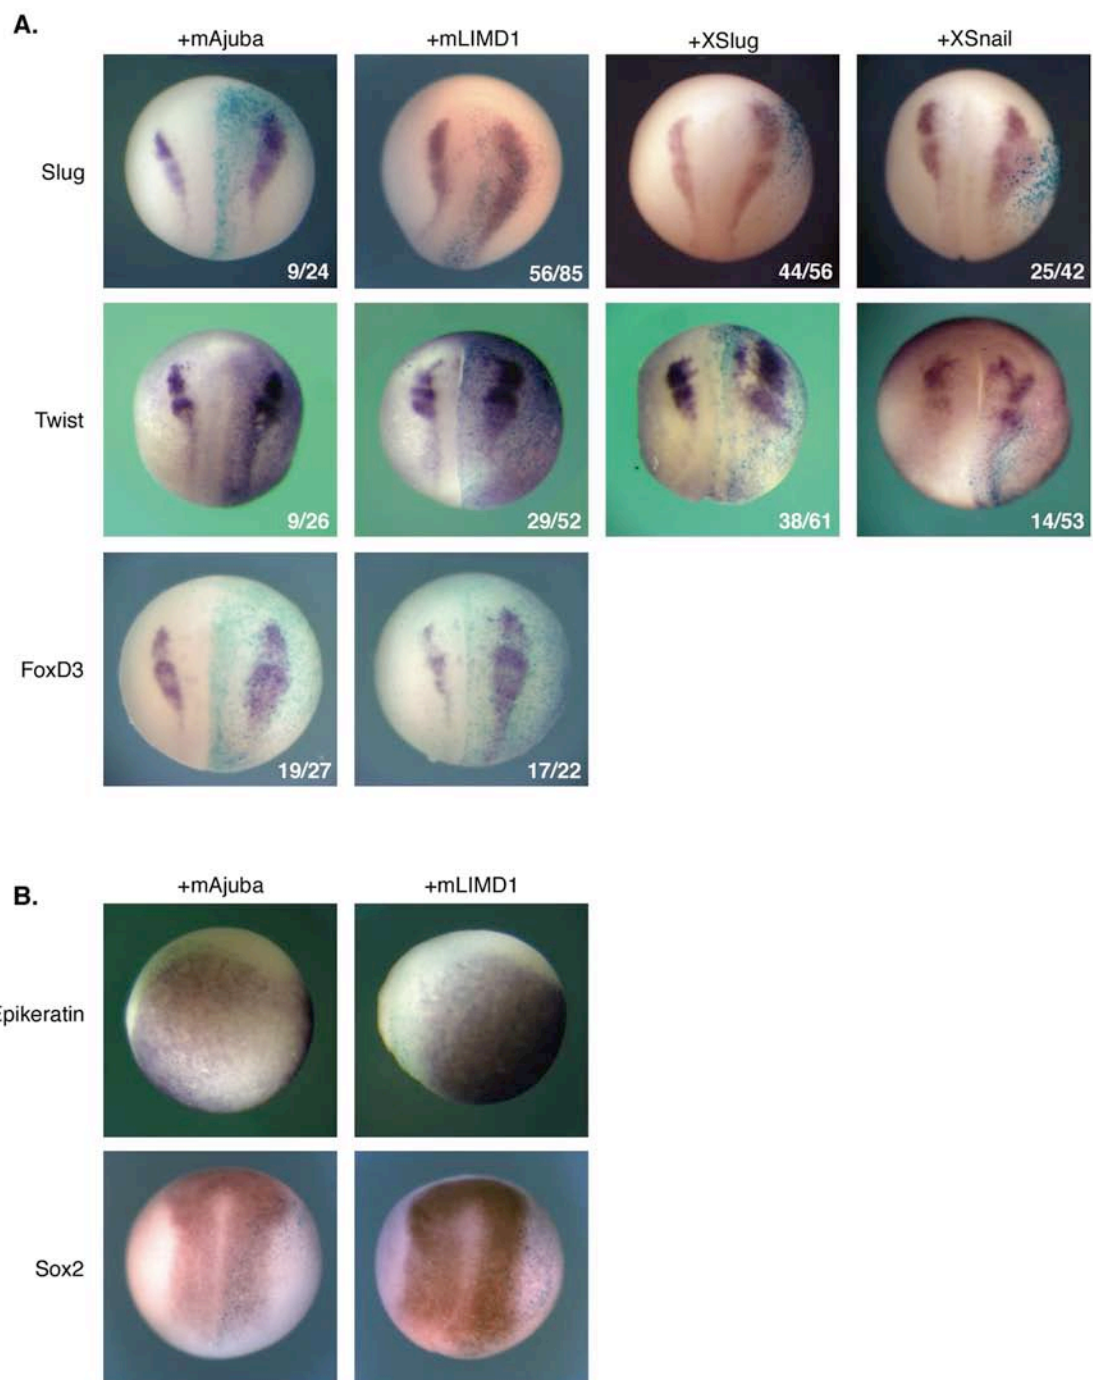 A.
+mAjuba +mLIMD1 +XSlug +XSnail
Slug
9/24 56/85 44/56 25/42
Twist
9/26 29/52 38/61 14/53
FoxD3
19/27 17/22
B.
+mAjuba +mLIMD1
Epikeratin
Sox2